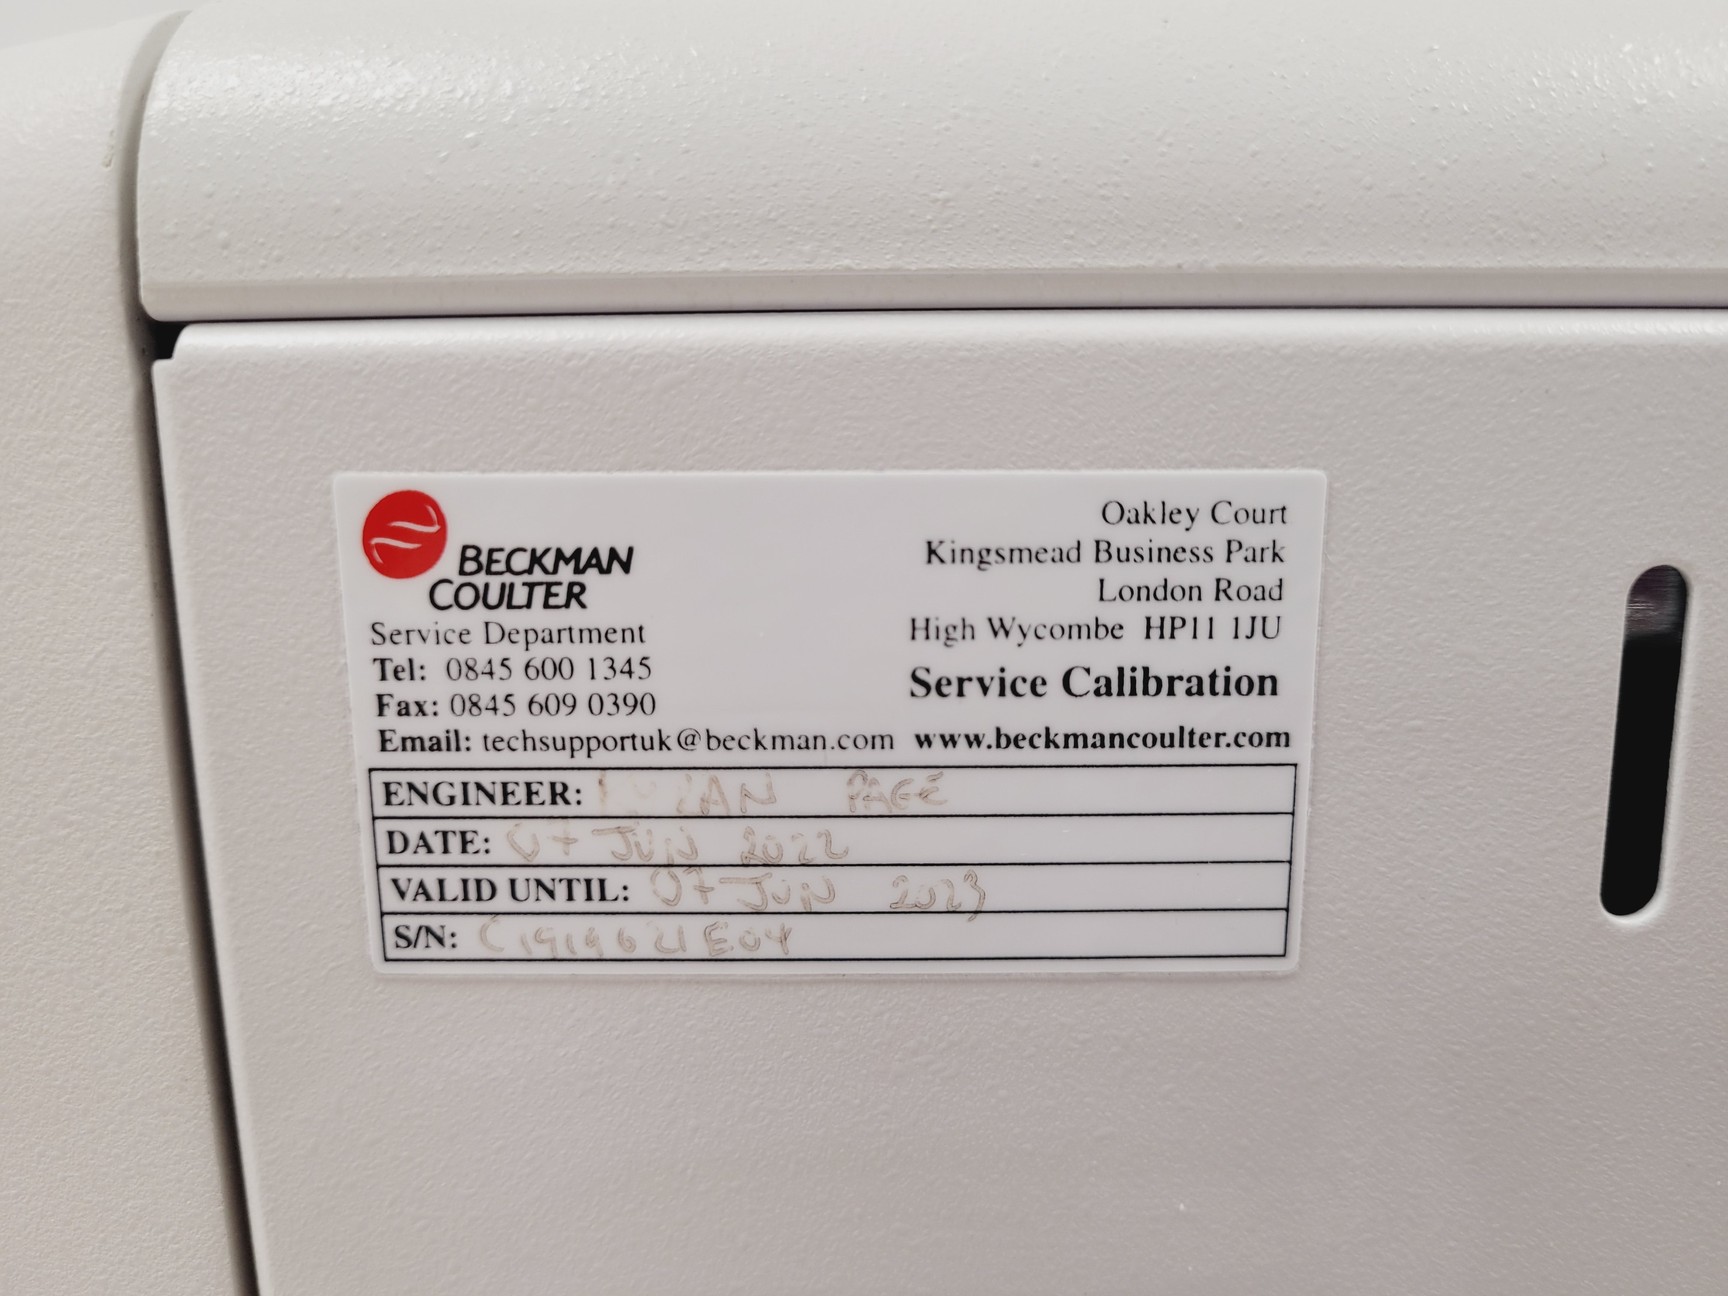 BECKMAN
COULTER
Service Department
Tel: 0845 600 1345
Fax: 0845 609 0390
Email: techsupportuk@beckman.com
Oakley Court
Kingsmead Business Park
London Road
High Wycombe HP11 1JU
Service Calibration
www.beckmancoulter.com
ENGINEER: PAGE
DATE: 07 JUN 2022
VALID UNTIL: 07 JUN 2023
S/N: